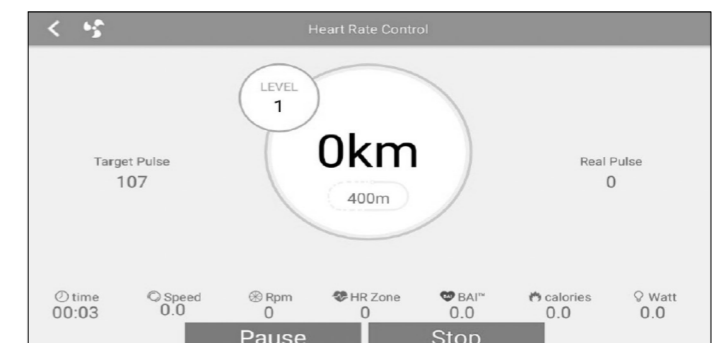 Heart Rate Control
LEVEL
1
0km
400m
Target Pulse
107
Real Pulse
0
time Speed Rpm HR Zone BAI™ calories Watt
00:03 0.0 0 0 0.0 0.0 0.0
Pause Stop